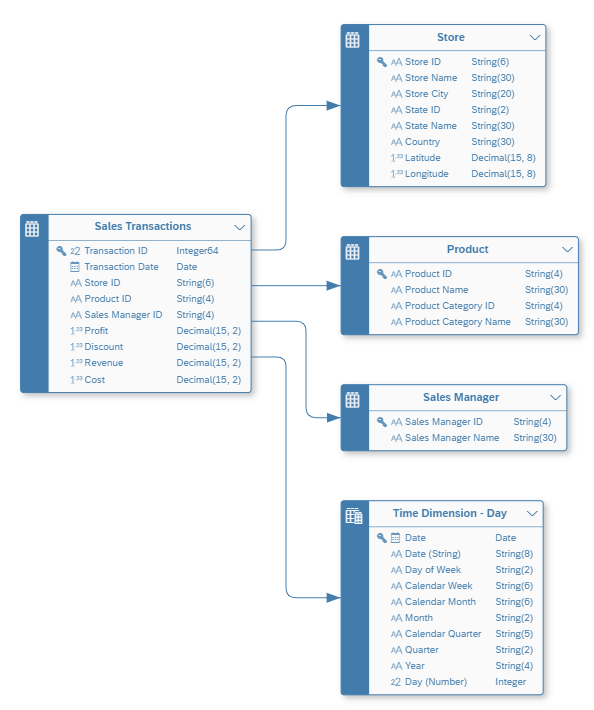 Store
Store ID String(6)
Store Name String(30)
Store City String(20)
State ID String(2)
State Name String(30)
Country String(30)
Latitude Decimal(15, 8)
Longitude Decimal(15, 8)
Sales Transactions
Transaction ID Integer64
Transaction Date Date
Store ID String(6)
Product ID String(4)
Sales Manager ID String(4)
Profit Decimal(15, 2)
Discount Decimal(15, 2)
Revenue Decimal(15, 2)
Cost Decimal(15, 2)
Product
Product ID String(4)
Product Name String(30)
Product Category ID String(4)
Product Category Name String(30)
Sales Manager
Sales Manager ID String(4)
Sales Manager Name String(30)
Time Dimension - Day
Date Date
Date (String) String(8)
Day of Week String(2)
Calendar Week String(6)
Calendar Month String(6)
Month String(2)
Calendar Quarter String(5)
Quarter String(2)
Year String(4)
Day (Number) Integer